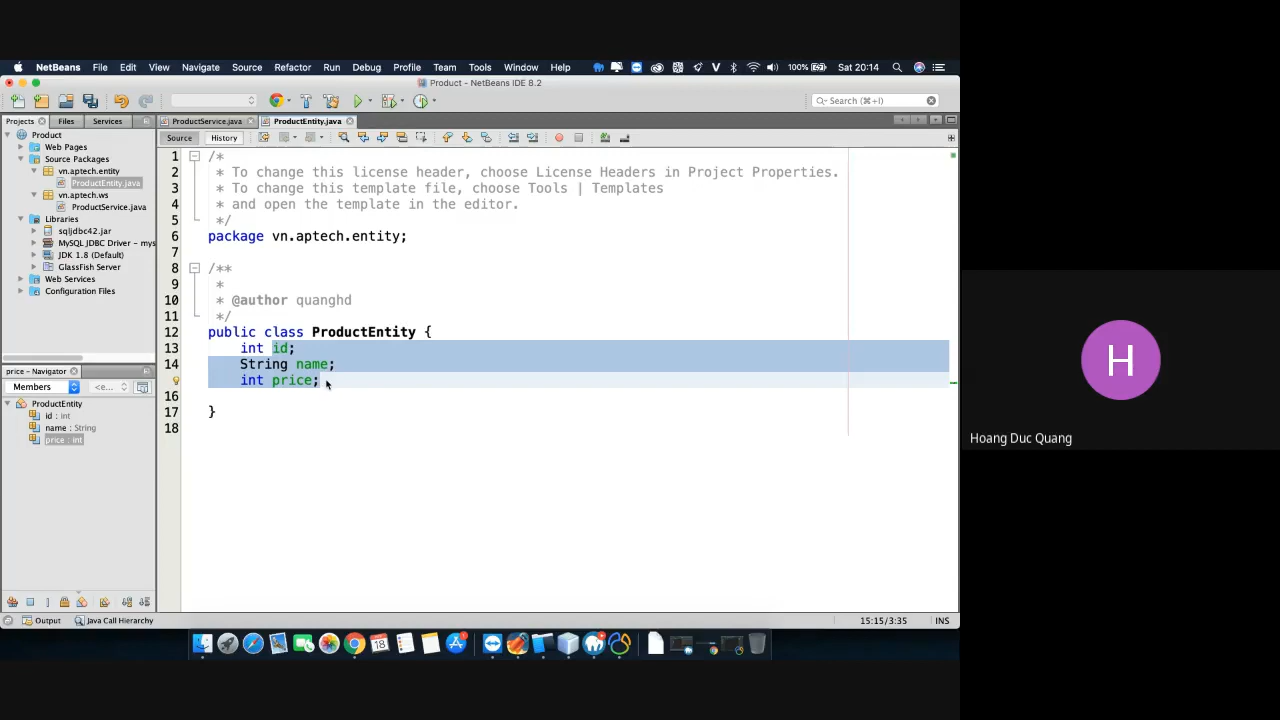 NetBeans File Edit View Navigate Source Refactor Run Debug Profile Team Tools Window Help V 100% Sat 20:14
Product - NetBeans IDE 8.2
Search (⌘+I)
Projects Files Services
ProductService.java ProductEntity.java
Source History
Product
Web Pages
Source Packages
vn.aptech.entity
ProductEntity.java
vn.aptech.ws
ProductService.java
Libraries
sqljdbc42.jar
MySQL JDBC Driver - mys
JDK 1.8 (Default)
GlassFish Server
Web Services
Configuration Files
price - Navigator
Members <e...
ProductEntity
id : int
name : String
price : int
1 /*
2 * To change this license header, choose License Headers in Project Properties.
3 * To change this template file, choose Tools | Templates
4 * and open the template in the editor.
5 */
6 package vn.aptech.entity;
7
8 /**
9 *
10 * @author quanghd
11 */
12 public class ProductEntity {
13 int id;
14 String name;
int price;
16
17 }
18
Output Java Call Hierarchy
15:15/3:35 INS
18
H
Hoang Duc Quang